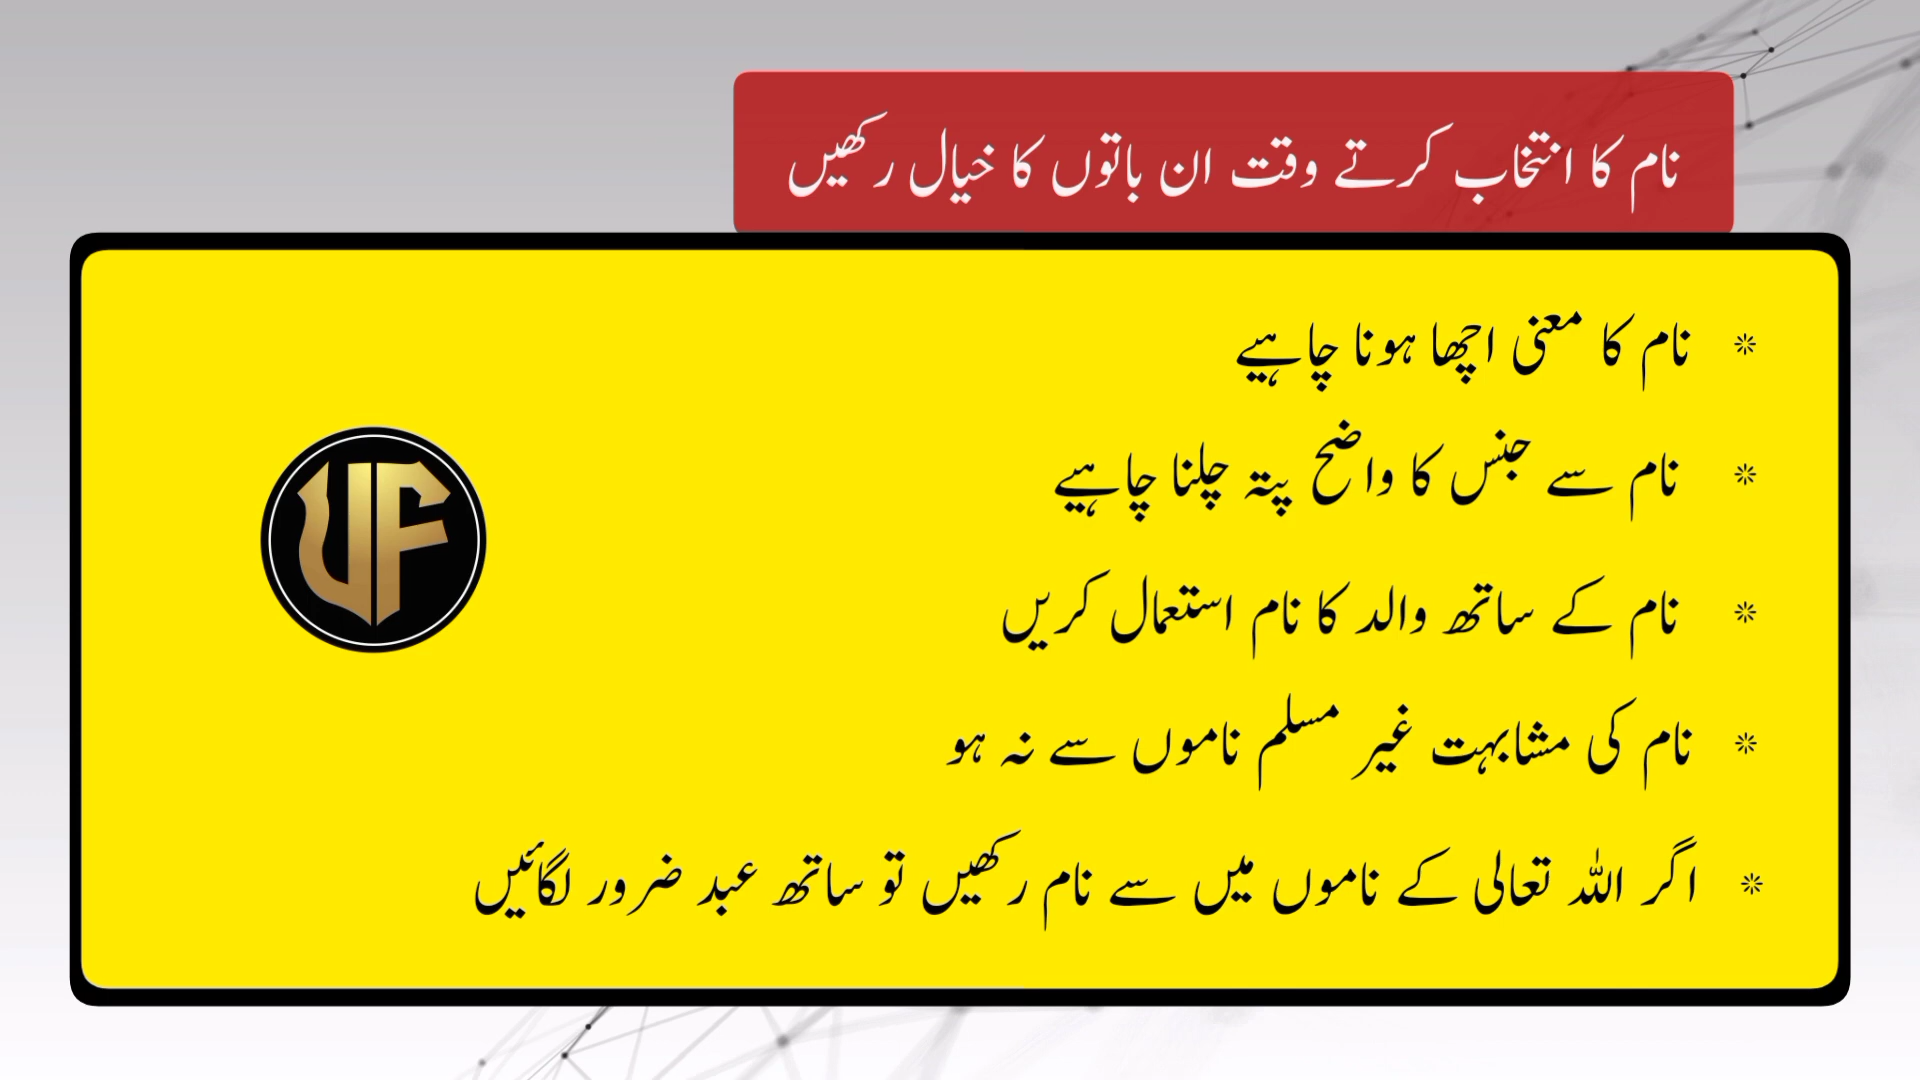 نام کا انتخاب کرتے وقت ان باتوں کا خیال رکھیں
نام کا معنی اچھا ہونا چاہیے
نام سے جنس کا واضح پتہ چلنا چاہیے
نام کے ساتھ والد کا نام استعمال کریں
نام کی مشابہت غیر مسلم ناموں سے نہ ہو
اگر اللہ تعالی کے ناموں میں سے نام رکھیں تو ساتھ عبد ضرور لگائیں
UF